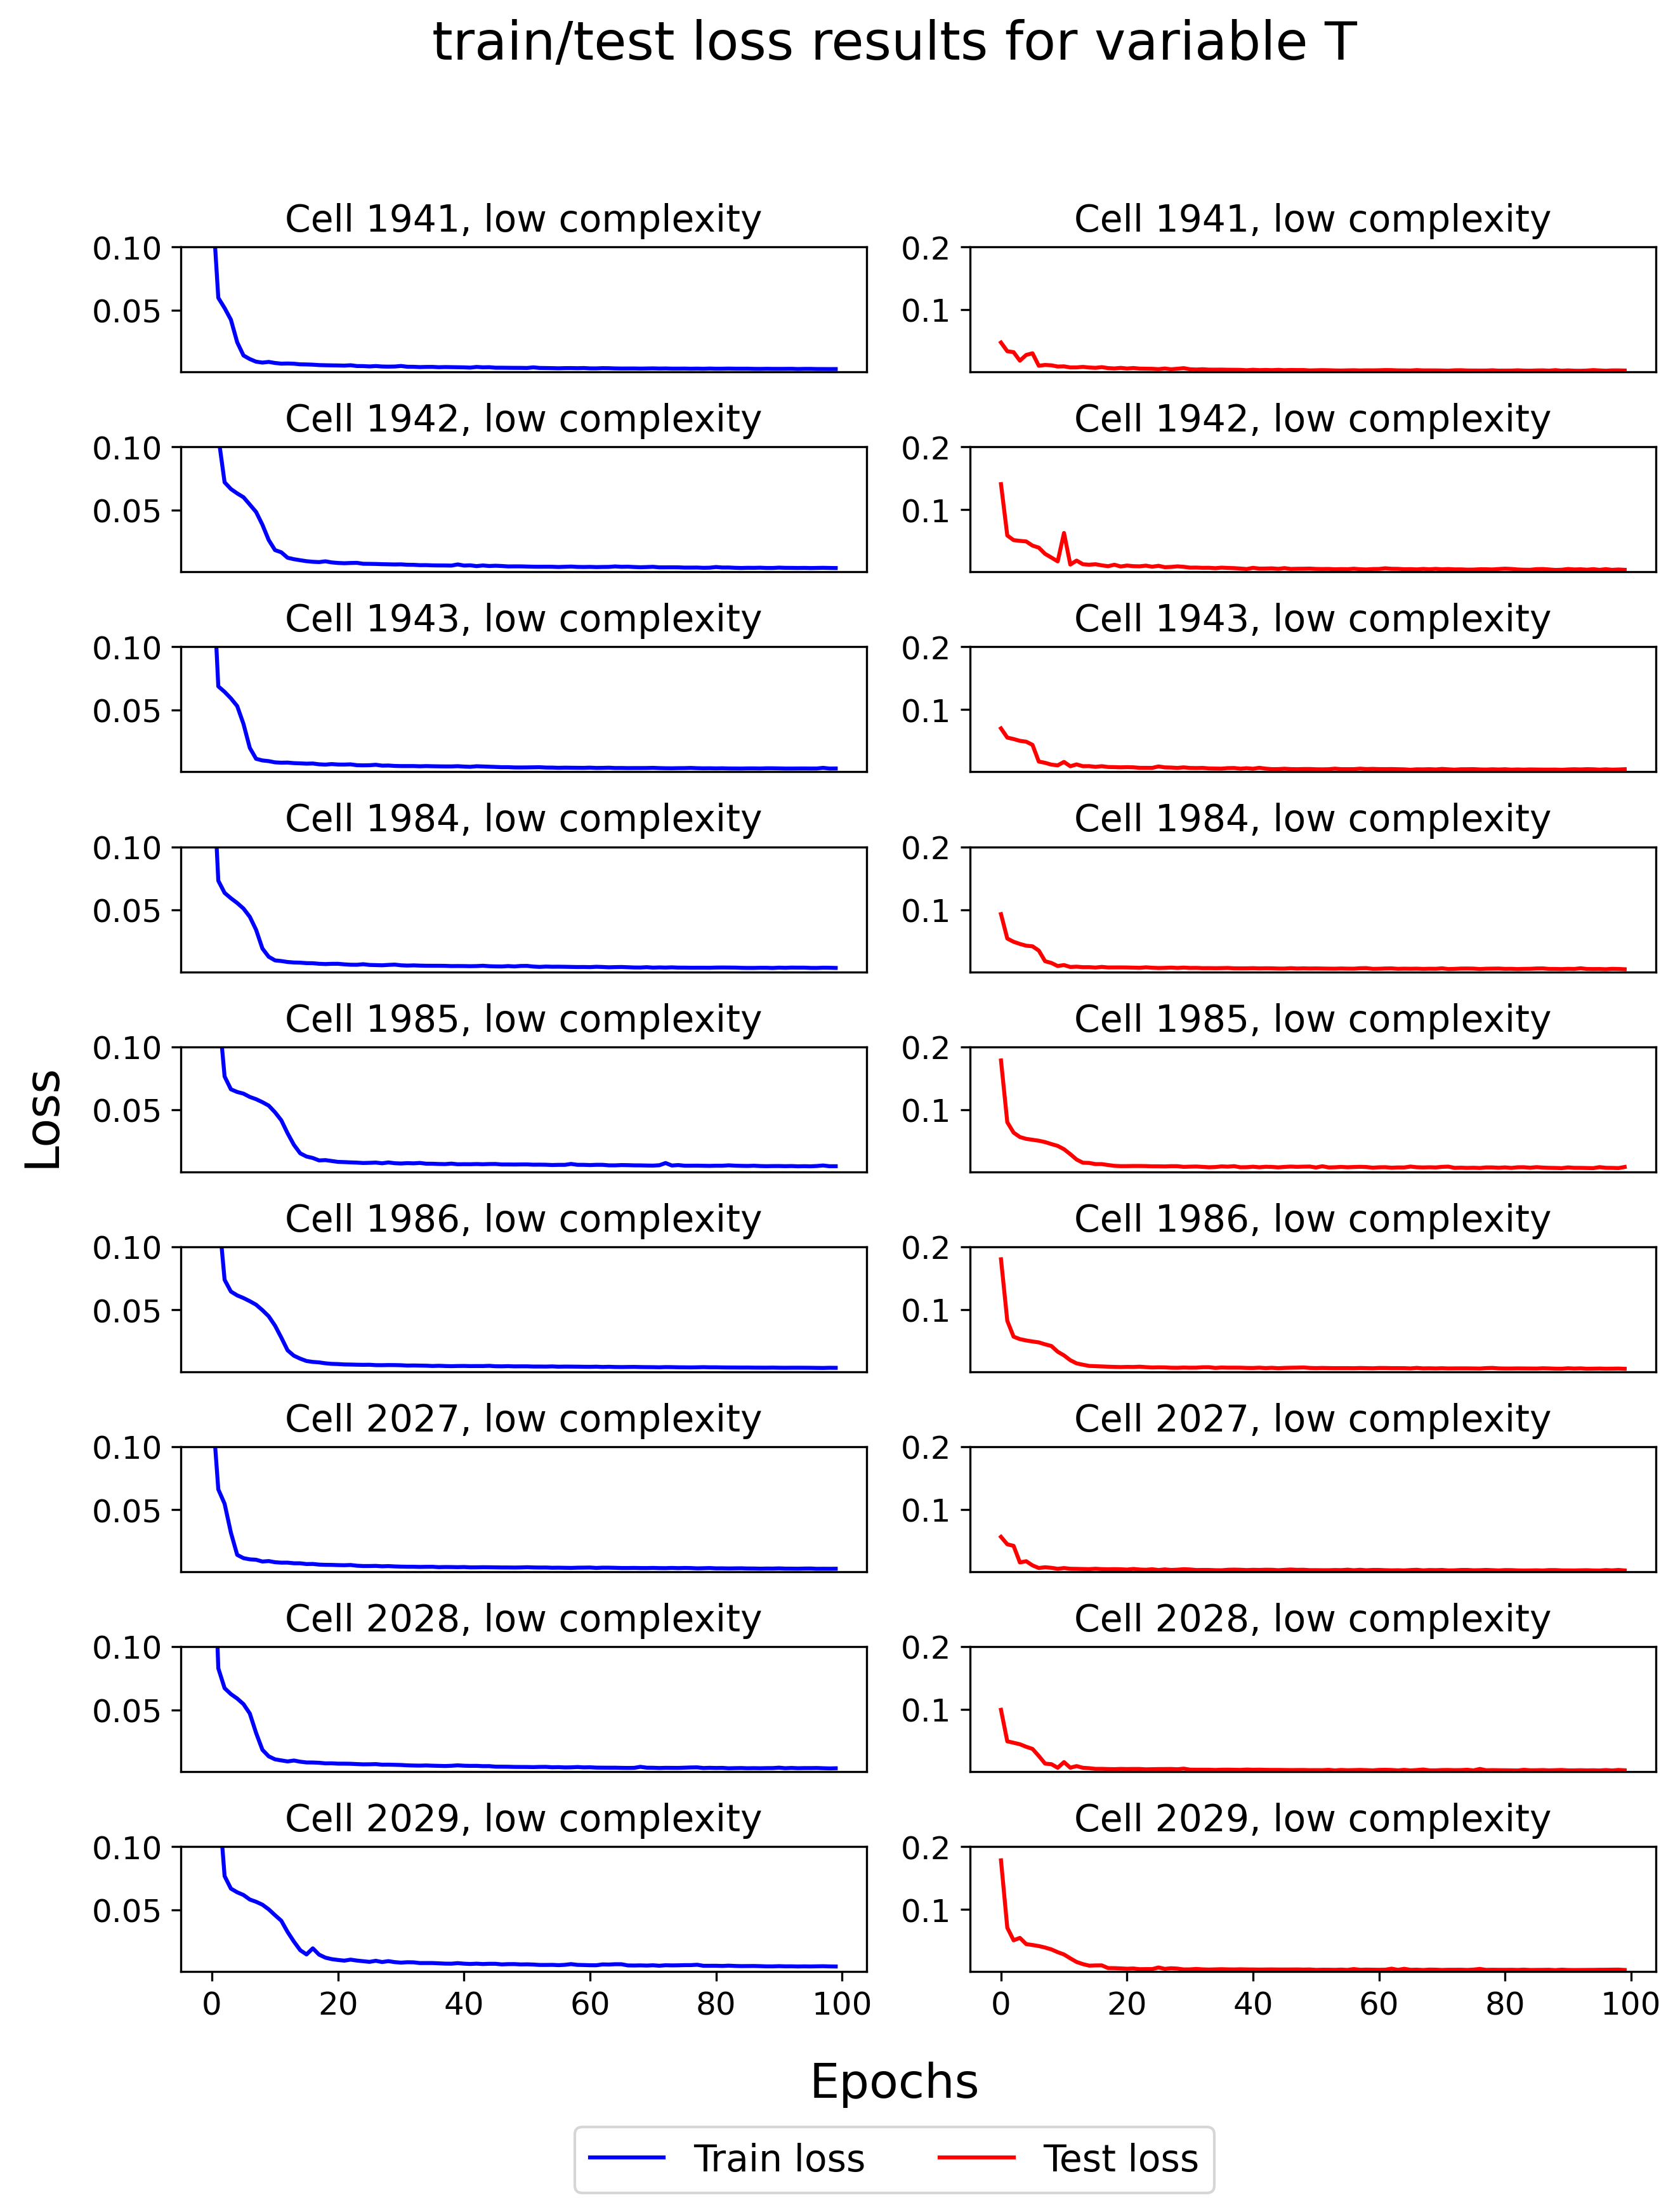 train/test loss results for variable T
Cell 1941, low complexity
0.10
0.05
Cell 1941, low complexity
0.2
0.1
Cell 1942, low complexity
0.10
0.05
Cell 1942, low complexity
0.2
0.1
Cell 1943, low complexity
0.10
0.05
Cell 1943, low complexity
0.2
0.1
Cell 1984, low complexity
0.10
0.05
Cell 1984, low complexity
0.2
0.1
Cell 1985, low complexity
0.10
0.05
Cell 1985, low complexity
0.2
0.1
Loss
Cell 1986, low complexity
0.10
0.05
Cell 1986, low complexity
0.2
0.1
Cell 2027, low complexity
0.10
0.05
Cell 2027, low complexity
0.2
0.1
Cell 2028, low complexity
0.10
0.05
Cell 2028, low complexity
0.2
0.1
Cell 2029, low complexity
0.10
0.05
0 20 40 60 80 100
Cell 2029, low complexity
0.2
0.1
0 20 40 60 80 100
Epochs
Train loss Test loss